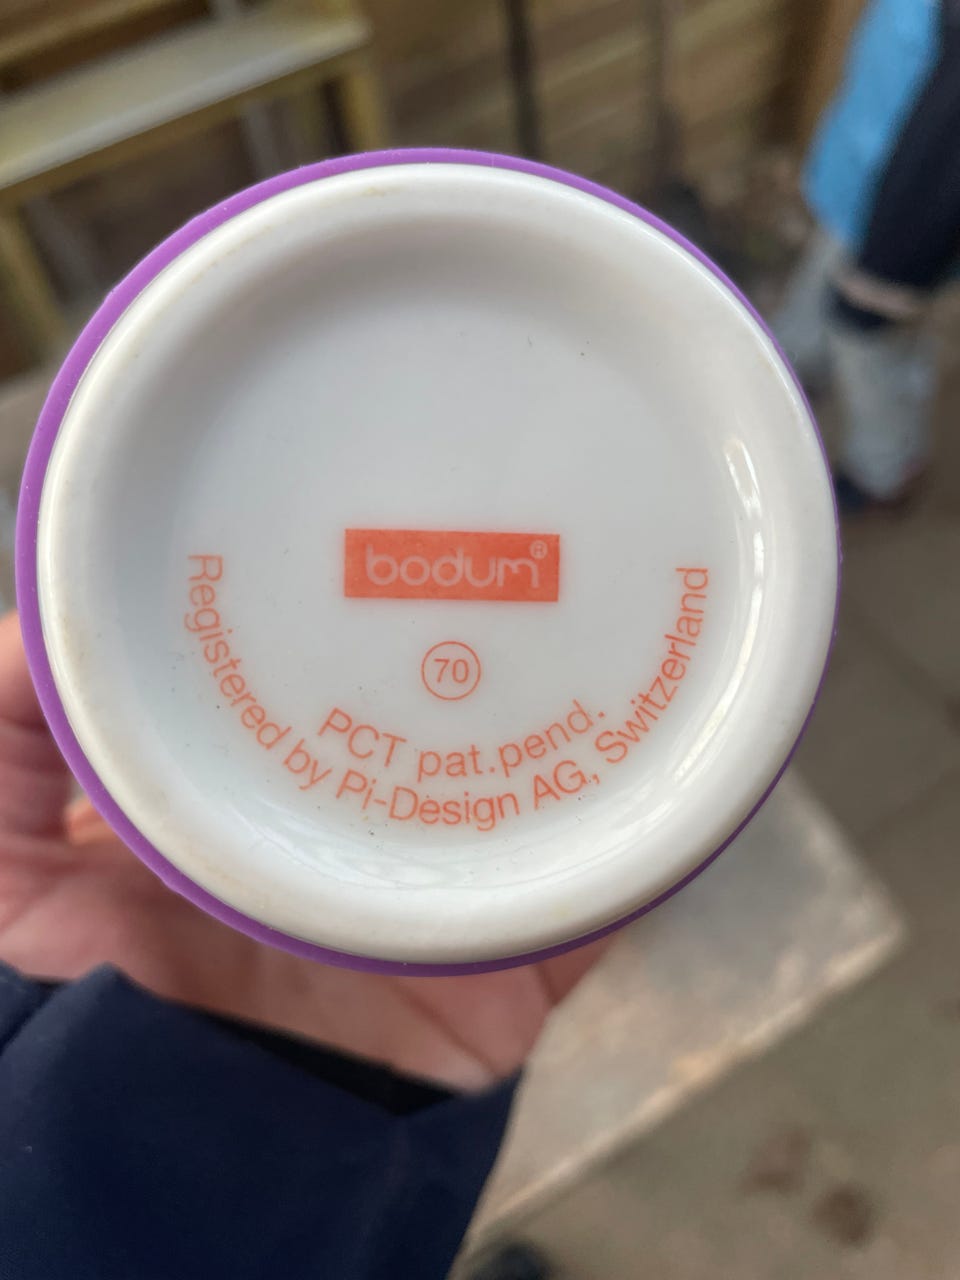 bodum®
70
PCT pat.pend.
Registered by Pi-Design AG, Switzerland